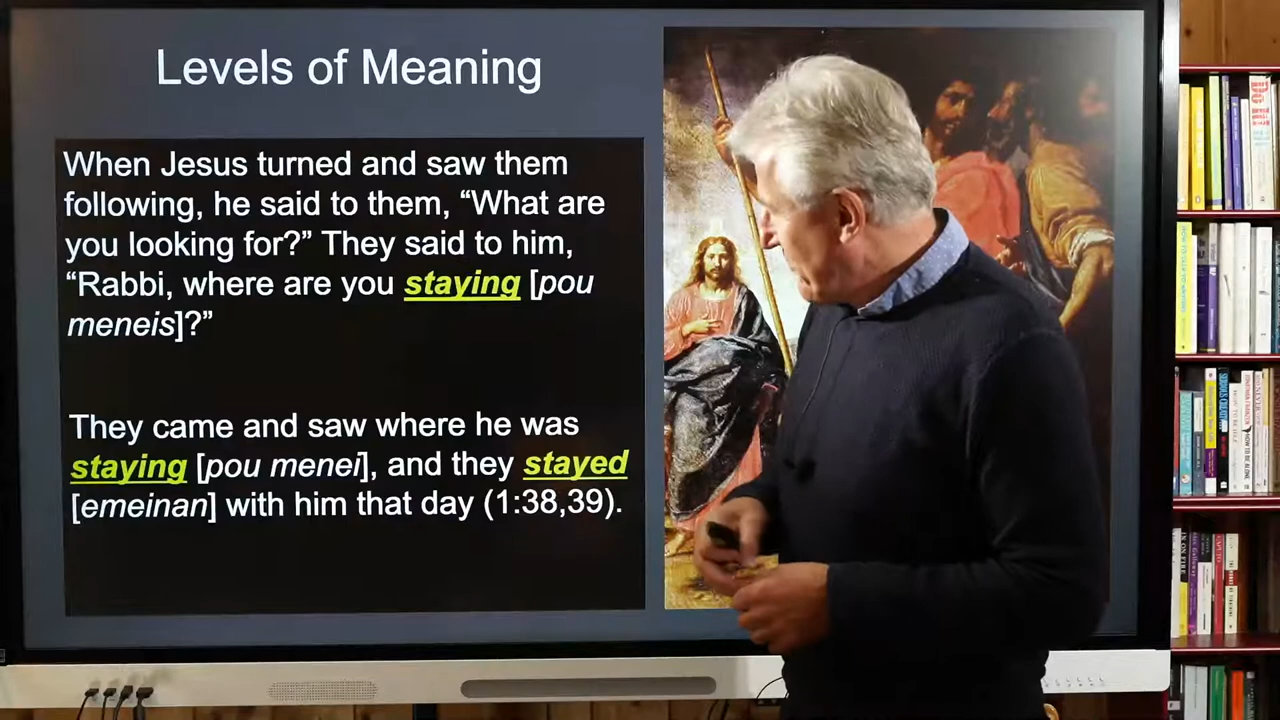 Levels of Meaning
When Jesus turned and saw them
following, he said to them, “What are
you looking for?” They said to him,
“Rabbi, where are you staying [pou
meneis]?”
They came and saw where he was
staying [pou menei], and they stayed
[emeinan] with him that day (1:38,39).